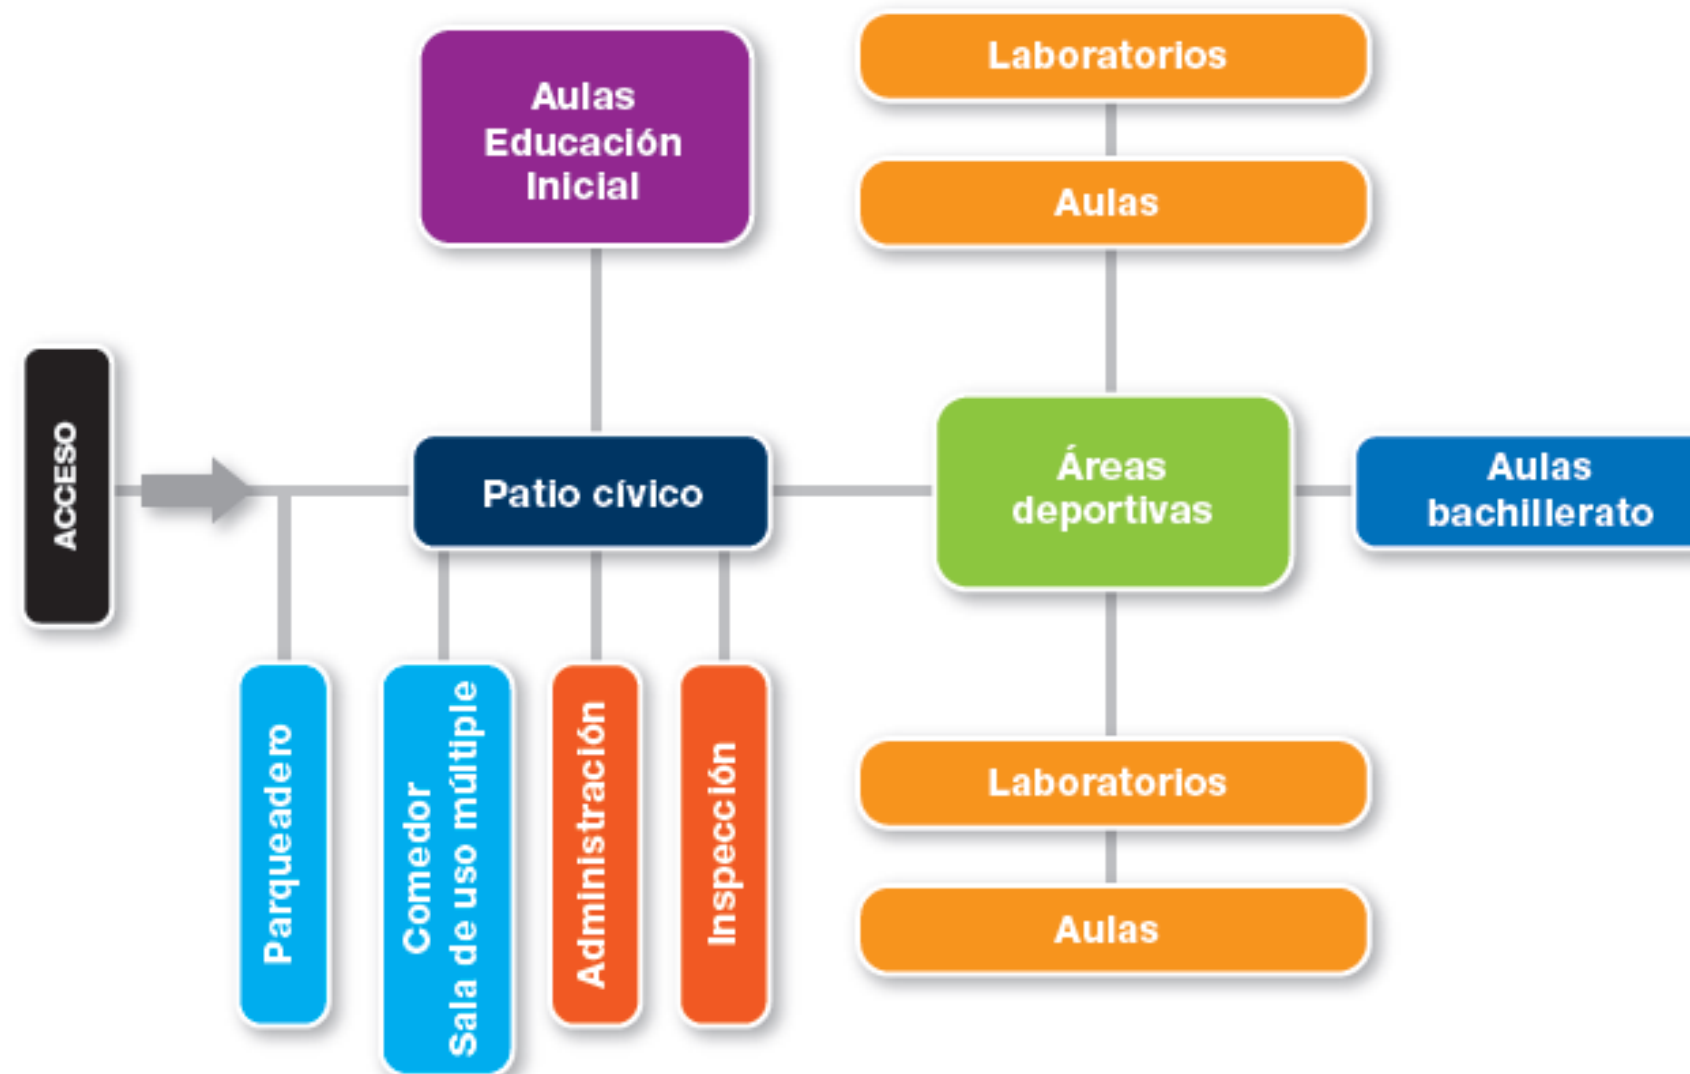 Laboratorios
Aulas
Educación
Inicial
Aulas
ACCESO
Patio cívico
Áreas
deportivas
Aulas
bachillerato
Parqueadero
Comedor
Sala de uso múltiple
Administración
Inspección
Laboratorios
Aulas